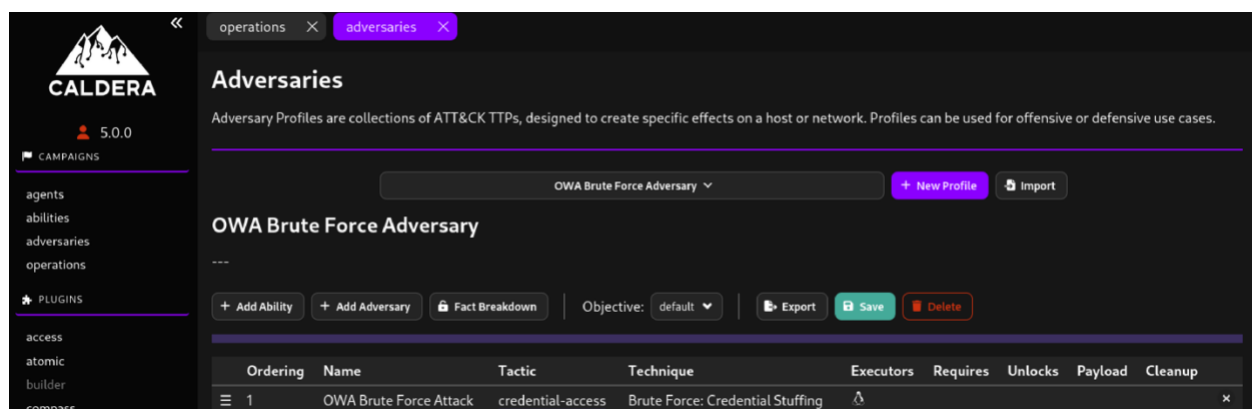 operations
adversaries
CALDERA
5.0.0
CAMPAIGNS
agents
abilities
adversaries
operations
PLUGINS
access
atomic
builder
compass
Adversaries
Adversary Profiles are collections of ATT&CK TTPs, designed to create specific effects on a host or network. Profiles can be used for offensive or defensive use cases.
OWA Brute Force Adversary
+ New Profile
Import
OWA Brute Force Adversary
---
+ Add Ability
+ Add Adversary
Fact Breakdown
Objective: default
Export
Save
Delete
Ordering Name Tactic Technique Executors Requires Unlocks Payload Cleanup
1 OWA Brute Force Attack credential-access Brute Force: Credential Stuffing